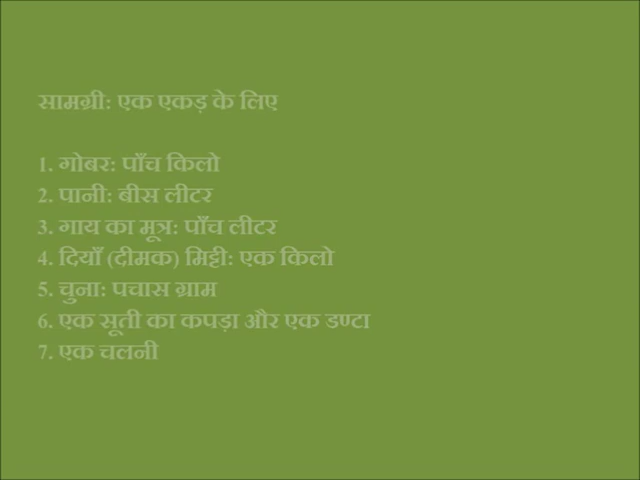 सामग्री: एक एकड़ के लिए
1. गोबर: पाँच किलो
2. पानी: बीस लीटर
3. गाय का मूत्र: पाँच लीटर
4. दियाँ (दीमक) मिट्टी: एक किलो
5. चुना: पचास ग्राम
6. एक सूती का कपड़ा और एक डण्टा
7. एक चलनी